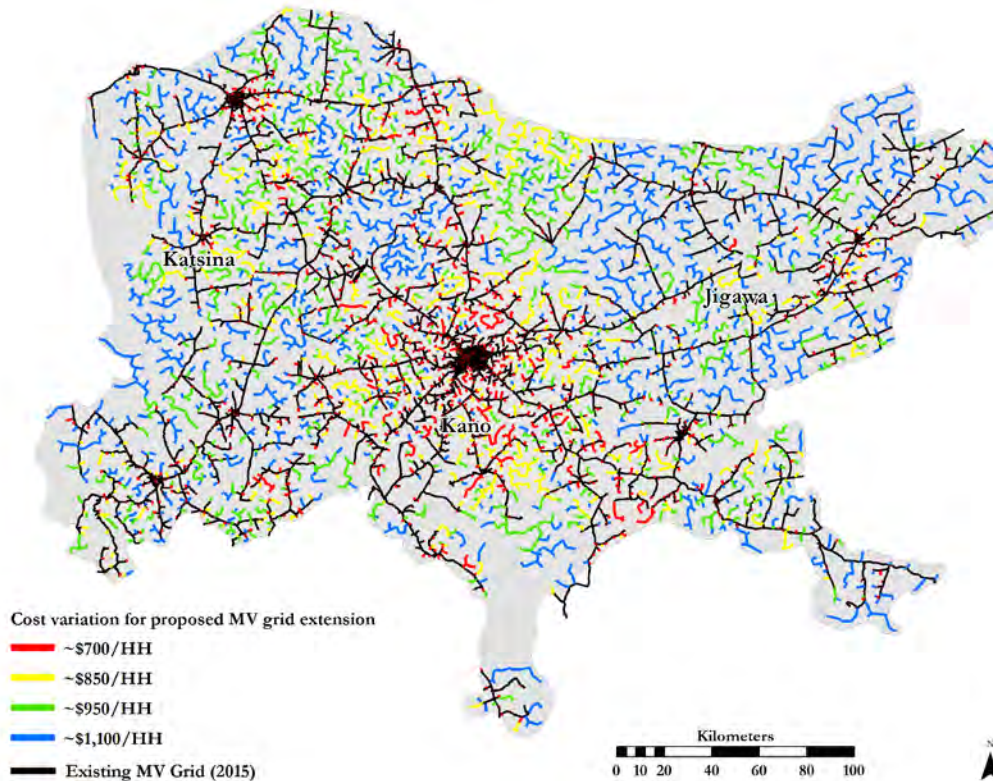 Katsina
Jigawa
Kano
Cost variation for proposed MV grid extension
~$700/HH
~$850/HH
~$950/HH
~$1,100/HH
Existing MV Grid (2015)
Kilometers
0 10 20 40 60 80 100
N